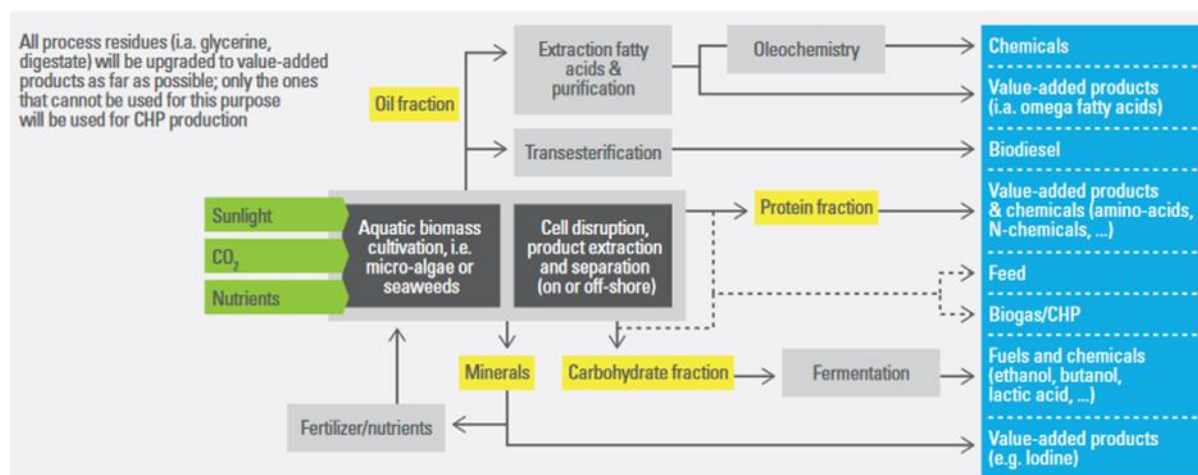 All process residues (i.a. glycerine,
digestate) will be upgraded to value-added
products as far as possible; only the ones
that cannot be used for this purpose
will be used for CHP production
Oil fraction
Extraction fatty
acids &
purification
Oleochemistry
Chemicals
Value-added products
(i.a. omega fatty acids)
Transesterification
Biodiesel
Sunlight
CO₂
Nutrients
Aquatic biomass
cultivation, i.e.
micro-algae or
seaweeds
Cell disruption,
product extraction
and separation
(on or off-shore)
Protein fraction
Value-added products
& chemicals (amino-acids,
N-chemicals, ...)
Feed
Biogas/CHP
Minerals
Carbohydrate fraction
Fermentation
Fuels and chemicals
(ethanol, butanol,
lactic acid, ...)
Fertilizer/nutrients
Value-added products
(e.g. Iodine)